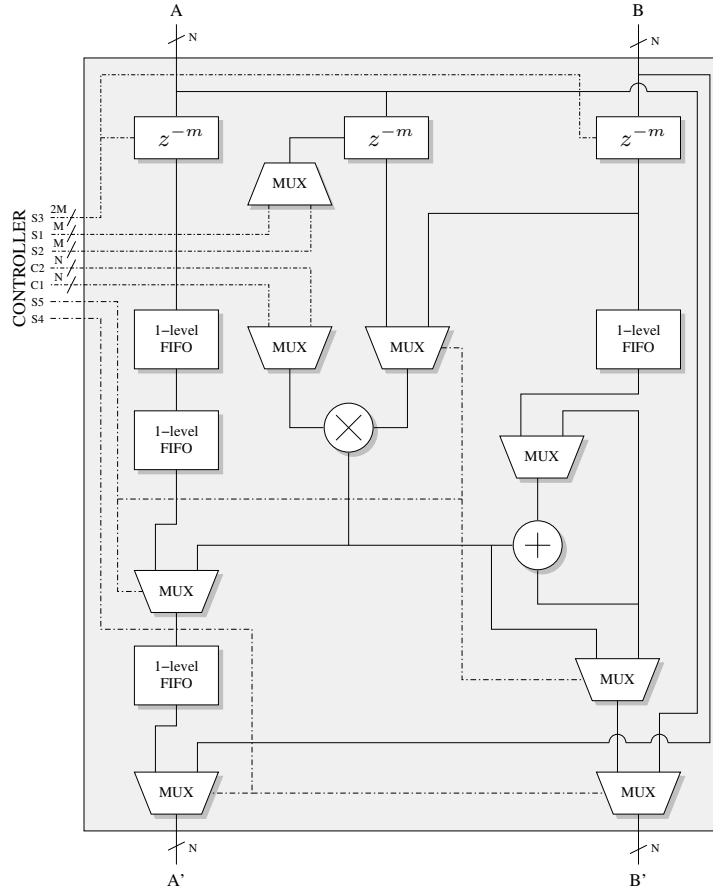 A
B
N
N
z^{-m}
z^{-m}
z^{-m}
MUX
CONTROLLER
S3 2M
S1 M
S2 M
C2 N
C1 N
S5
S4
1-level
FIFO
MUX
MUX
1-level
FIFO
1-level
FIFO
MUX
MUX
MUX
1-level
FIFO
MUX
MUX
MUX
N
N
A'
B'